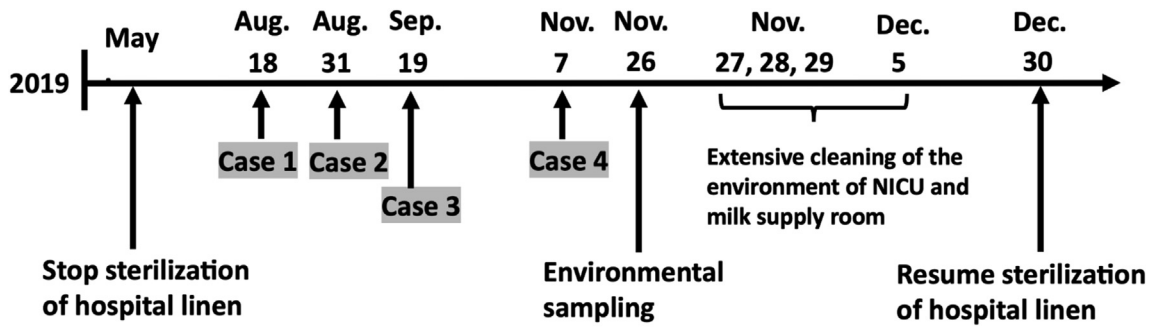 May
Aug. Aug. Sep.
Nov. Nov.
Nov.
Dec.
Dec.
2019
18
31
19
7
26
27, 28, 29
5
30
Case 1
Case 2
Case 3
Case 4
Extensive cleaning of the
environment of NICU and
milk supply room
Stop sterilization
of hospital linen
Environmental
sampling
Resume sterilization
of hospital linen